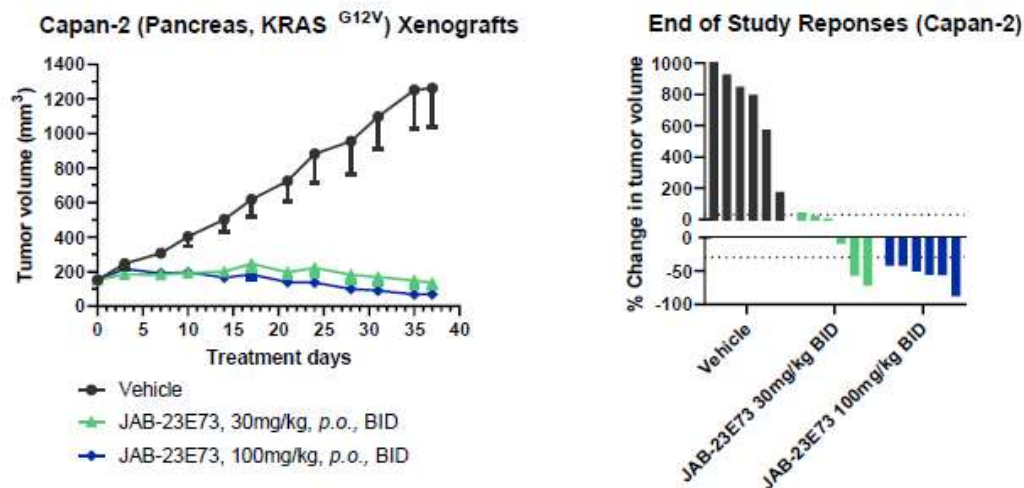 Capan-2 (Pancreas, KRAS G12V) Xenografts
Tumor volume (mm3)
1400
1200
1000
800
600
400
200
0
0 5 10 15 20 25 30 35 40
Treatment days
Vehicle
JAB-23E73, 30mg/kg, p.o., BID
JAB-23E73, 100mg/kg, p.o., BID
End of Study Reponses (Capan-2)
% Change in tumor volume
1000
800
600
400
200
0
0
-50
-100
Vehicle
JAB-23E73 30mg/kg BID
JAB-23E73 100mg/kg BID